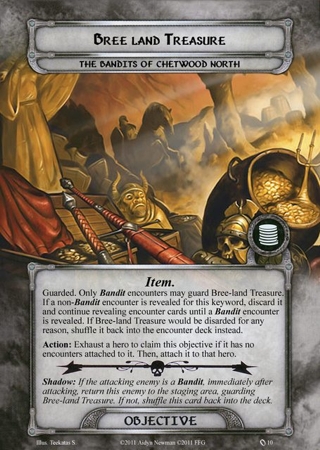 Bree land Treasure
The Bandits of Chetwood North
Item.
Guarded. Only Bandit encounters may guard Bree-land Treasure.
If a non-Bandit encounter is revealed for this keyword, discard it
and continue revealing encounter cards until a Bandit encounter
is revealed. If Bree-land Treasure would be disarded for any
reason, shuffle it back into the encounter deck instead.
Action: Exhaust a hero to claim this objective if it has no
encounters attached to it. Then, attach it to that hero.
Shadow: If the attacking enemy is a Bandit, immediately after
attacking, return this enemy to the staging area, guarding
Bree-land Treasure. If not, shuffle this card back into the deck.
OBJECTIVE
Illus. Teekatas S. ©2011 Aidyn Newman ©2011 FFG 10